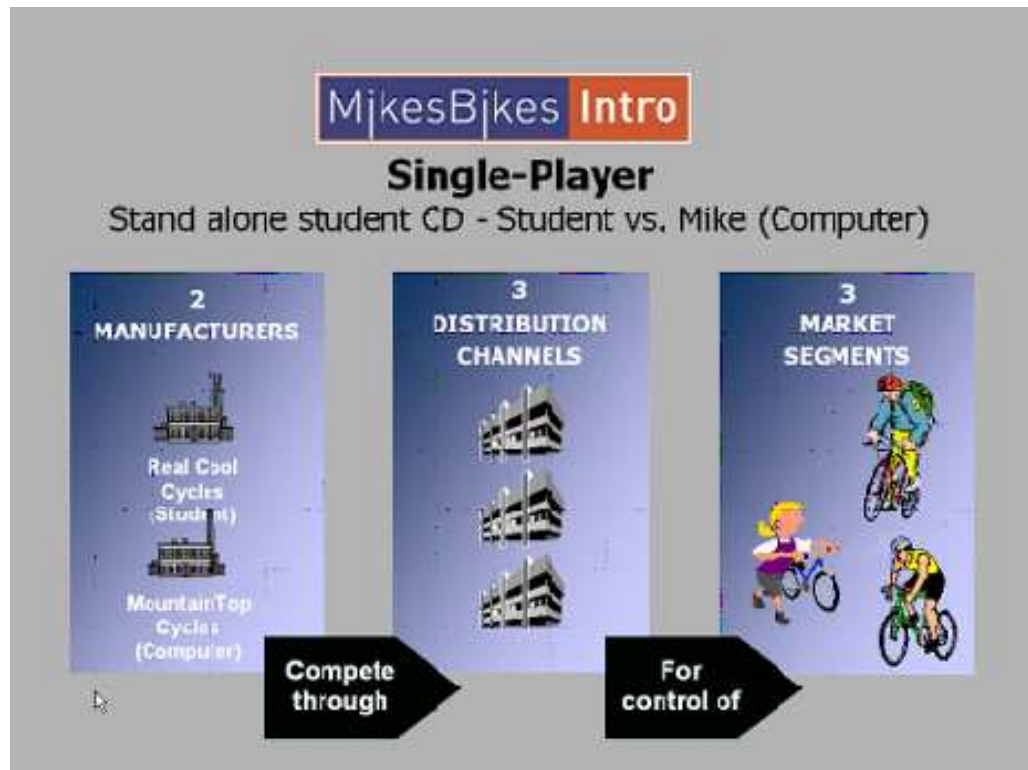 MikesBikes Intro
Single-Player
Stand alone student CD - Student vs. Mike (Computer)
2
MANUFACTURERS
Real Cool
Cycles
(Student)
MountainTop
Cycles
(Computer)
Compete
through
3
DISTRIBUTION
CHANNELS
For
control of
3
MARKET
SEGMENTS